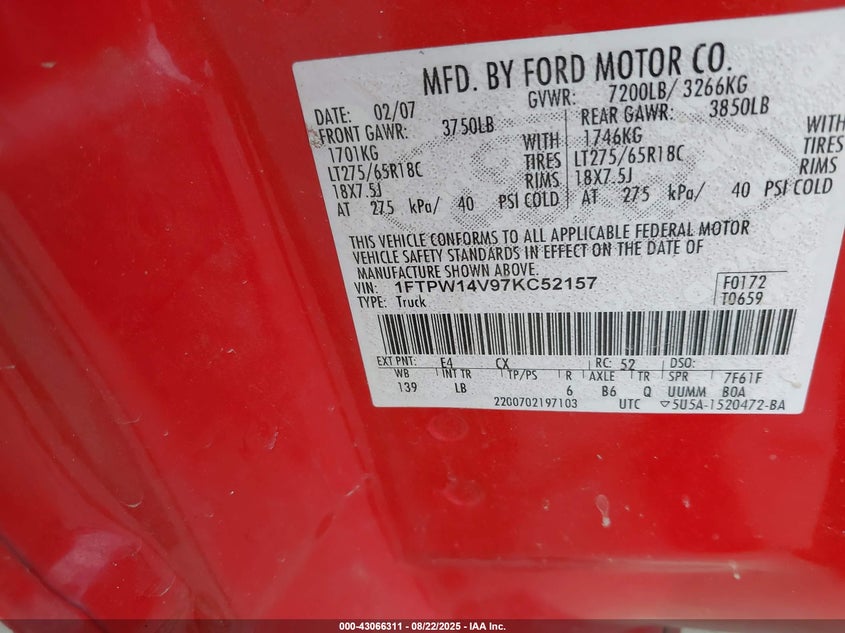 MFD. BY FORD MOTOR CO.
DATE: 02/07 GVWR: 7200LB/ 3266KG
FRONT GAWR: 3750LB REAR GAWR: 3850LB
1701KG WITH 1746KG WITH
LT275/65R18C TIRES LT275/65R18C TIRES
18X7.5J RIMS 18X7.5J RIMS
AT 275 kPa/ 40 PSI COLD AT 275 kPa/ 40 PSI COLD
THIS VEHICLE CONFORMS TO ALL APPLICABLE FEDERAL MOTOR
VEHICLE SAFETY STANDARDS IN EFFECT ON THE DATE OF
MANUFACTURE SHOWN ABOVE.
VIN: 1FTPW14V97KC52157 F0172
TYPE: Truck T0659
EXT PNT: E4 CX RC: 52 DSO:
WB INT TR TP/PS R AXLE TR SPR 7F61F
139 LB 6 B6 Q UUMM BOA
2200702197103 UTC ▽5U5A-1520472-BA
000-43066311 - 08/22/2025 - IAA Inc.